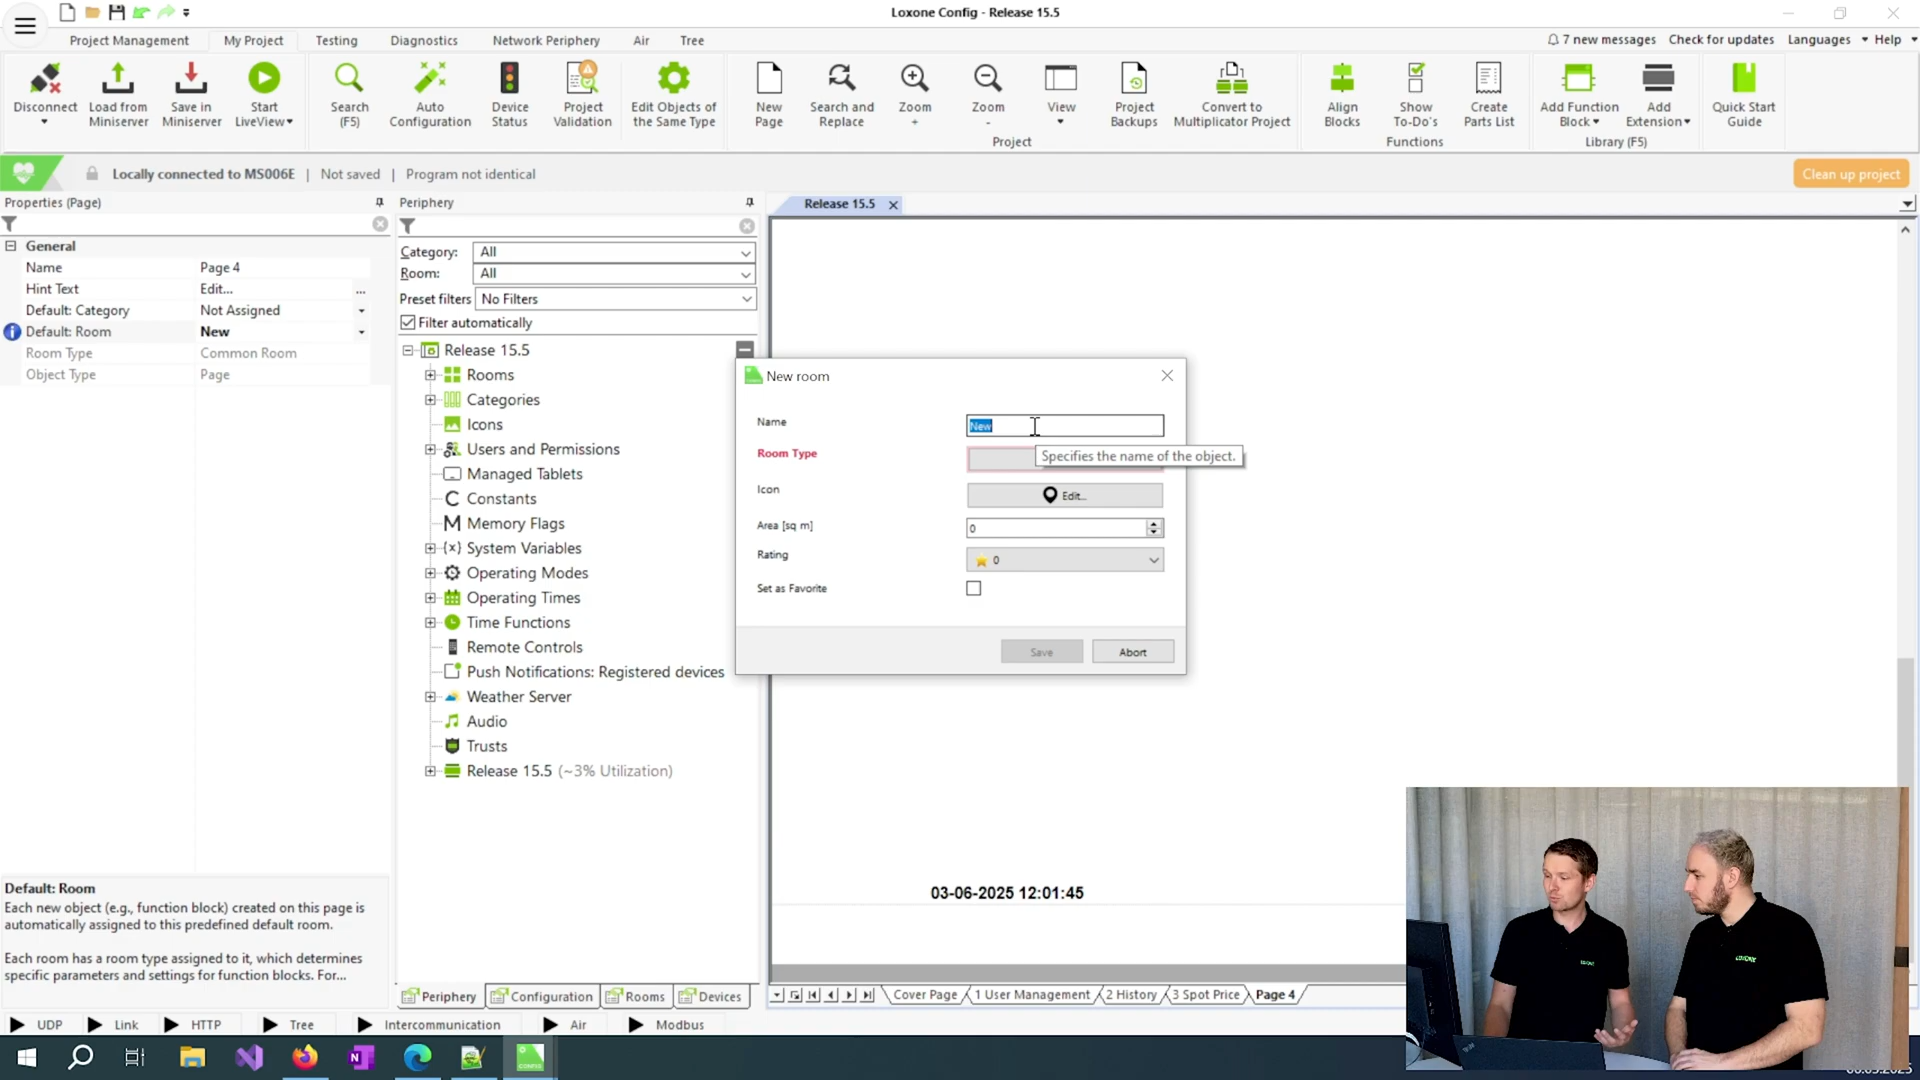 Loxone Config - Release 15.5
Project Management
My Project
Testing
Diagnostics
Network Periphery
Air
Tree
7 new messages
Check for updates
Languages
Help
Disconnect
Load from Miniserver
Save in Miniserver
Start LiveView
Search (F5)
Auto Configuration
Device Status
Project Validation
Edit Objects of the Same Type
New Page
Search and Replace
Zoom +
Zoom -
View
Project Backups
Convert to Multiplicator Project
Align Blocks
Show To-Do's
Create Parts List
Add Function Block
Add Extension
Quick Start Guide
Project
Functions
Library (F5)
Locally connected to MS006E | Not saved | Program not identical
Clean up project
Properties (Page)
General
Name Page 4
Hint Text Edit... ...
Default: Category Not Assigned
Default: Room New
Room Type Common Room
Object Type Page
Default: Room
Each new object (e.g., function block) created on this page is
automatically assigned to this predefined default room.
Each room has a room type assigned to it, which determines
specific parameters and settings for function blocks. For...
Periphery
Category: All
Room: All
Preset filters No Filters
Filter automatically
Release 15.5
Rooms
Categories
Icons
Users and Permissions
Managed Tablets
Constants
Memory Flags
System Variables
Operating Modes
Operating Times
Time Functions
Remote Controls
Push Notifications: Registered devices
Weather Server
Audio
Trusts
Release 15.5 (~3% Utilization)
Periphery
Configuration
Rooms
Devices
Release 15.5
New room
Name New
Specifies the name of the object.
Room Type
Icon Edit...
Area [sq m] 0
Rating 0
Set as Favorite
Save
Abort
03-06-2025 12:01:45
Cover Page
1 User Management
2 History
3 Spot Price
Page 4
UDP
Link
HTTP
Tree
Intercommunication
Air
Modbus
CONFIG
LOXONE
LOXONE